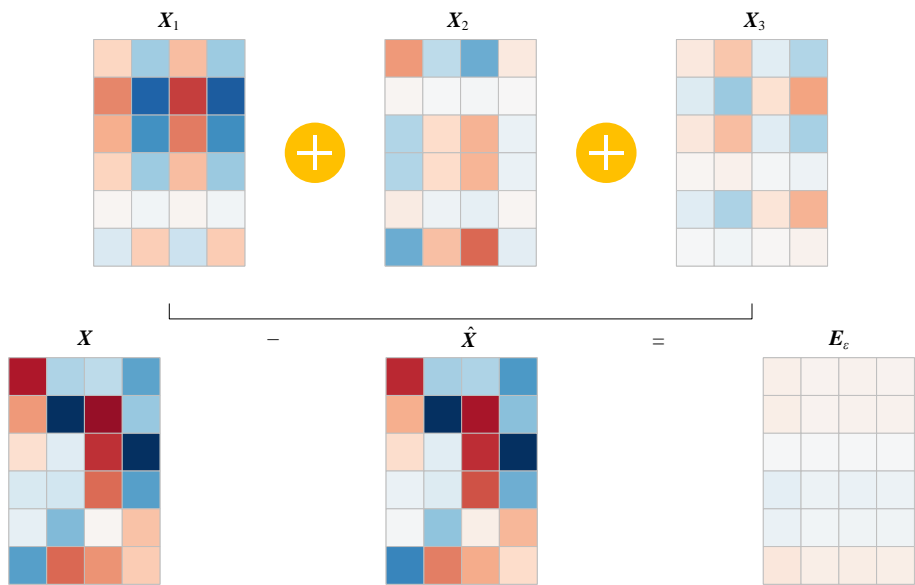 X₁ X₂ X₃
X − X̂ = Eε